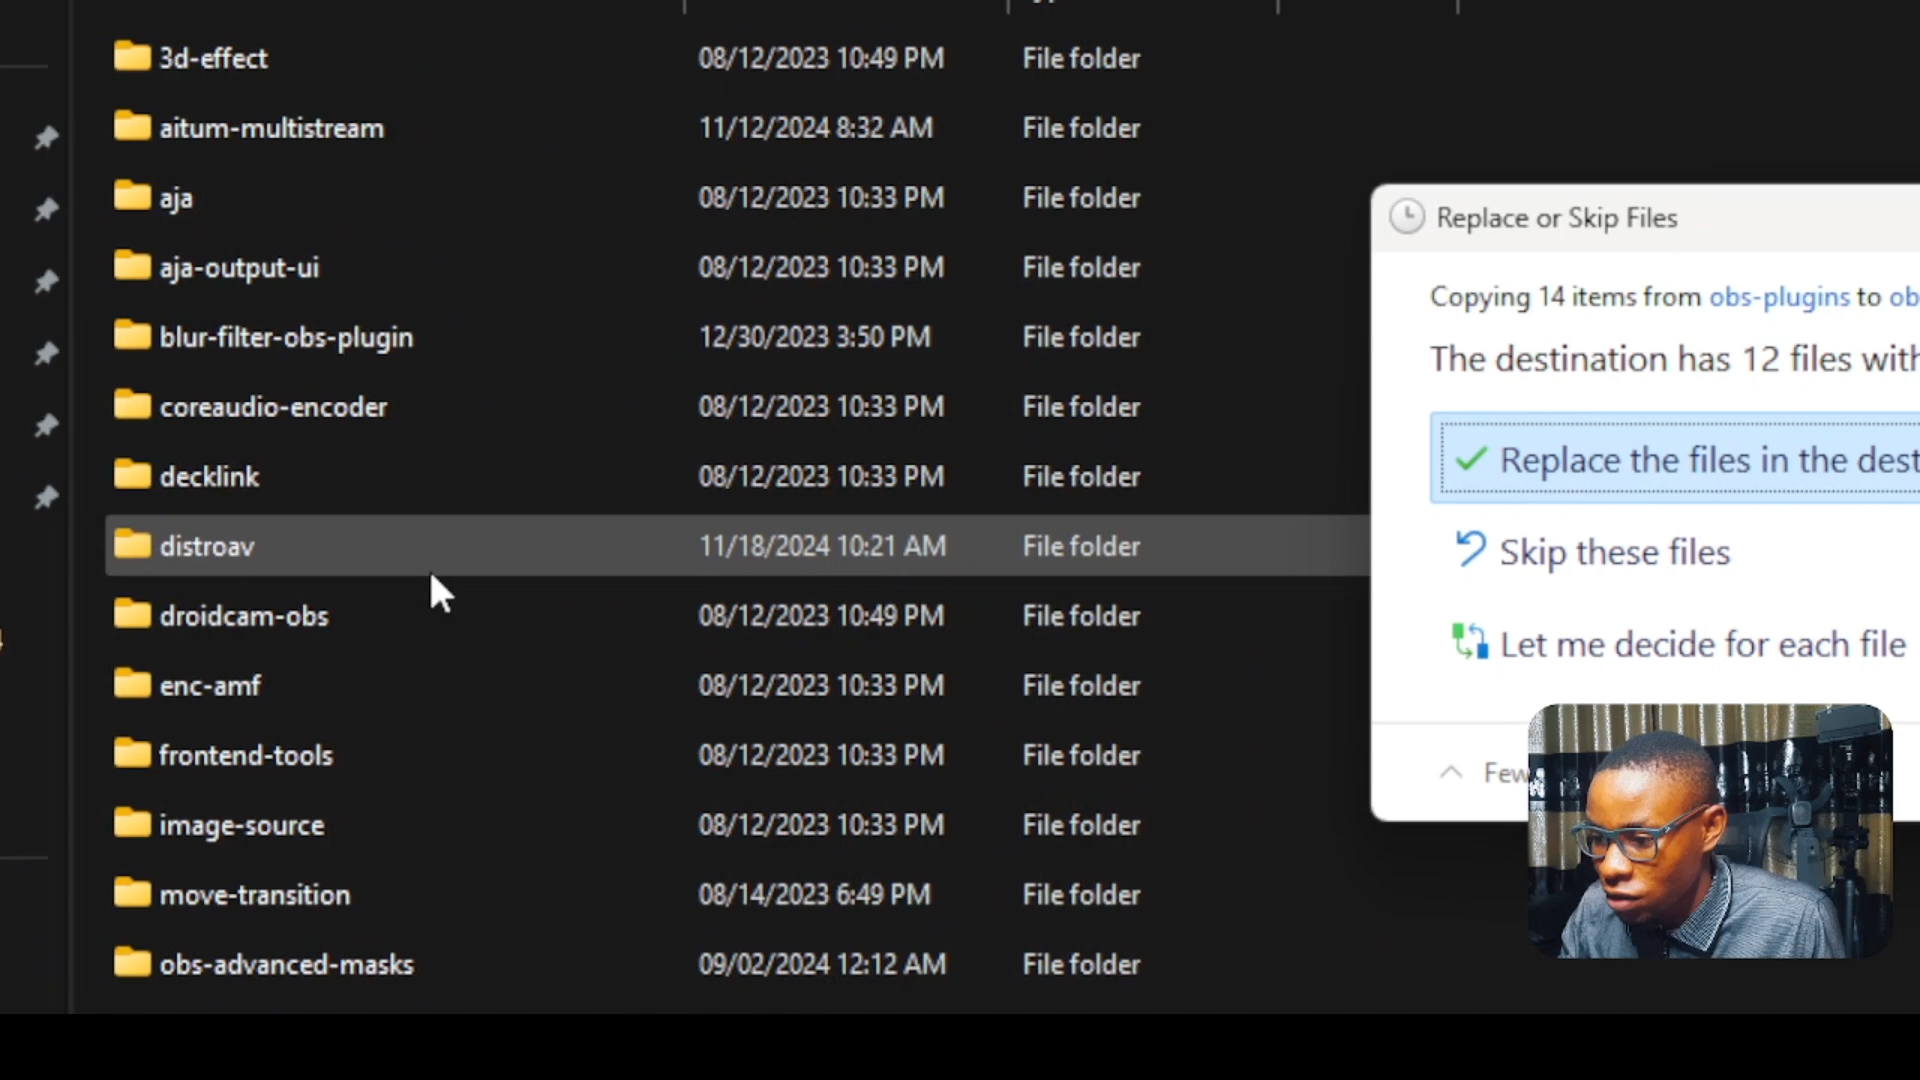 3d-effect 08/12/2023 10:49 PM File folder
aitum-multistream 11/12/2024 8:32 AM File folder
aja 08/12/2023 10:33 PM File folder
aja-output-ui 08/12/2023 10:33 PM File folder
blur-filter-obs-plugin 12/30/2023 3:50 PM File folder
coreaudio-encoder 08/12/2023 10:33 PM File folder
decklink 08/12/2023 10:33 PM File folder
distroav 11/18/2024 10:21 AM File folder
droidcam-obs 08/12/2023 10:49 PM File folder
enc-amf 08/12/2023 10:33 PM File folder
frontend-tools 08/12/2023 10:33 PM File folder
image-source 08/12/2023 10:33 PM File folder
move-transition 08/14/2023 6:49 PM File folder
obs-advanced-masks 09/02/2024 12:12 AM File folder
Replace or Skip Files
Copying 14 items from obs-plugins to ob
The destination has 12 files with
Replace the files in the dest
Skip these files
Let me decide for each file
Few